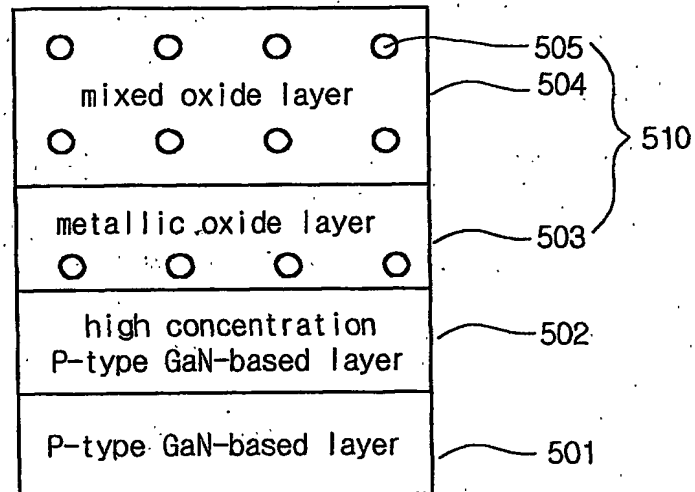 505
mixed oxide layer
504
510
metallic oxide layer
503
high concentration
P-type GaN-based layer
502
P-type GaN-based layer
501